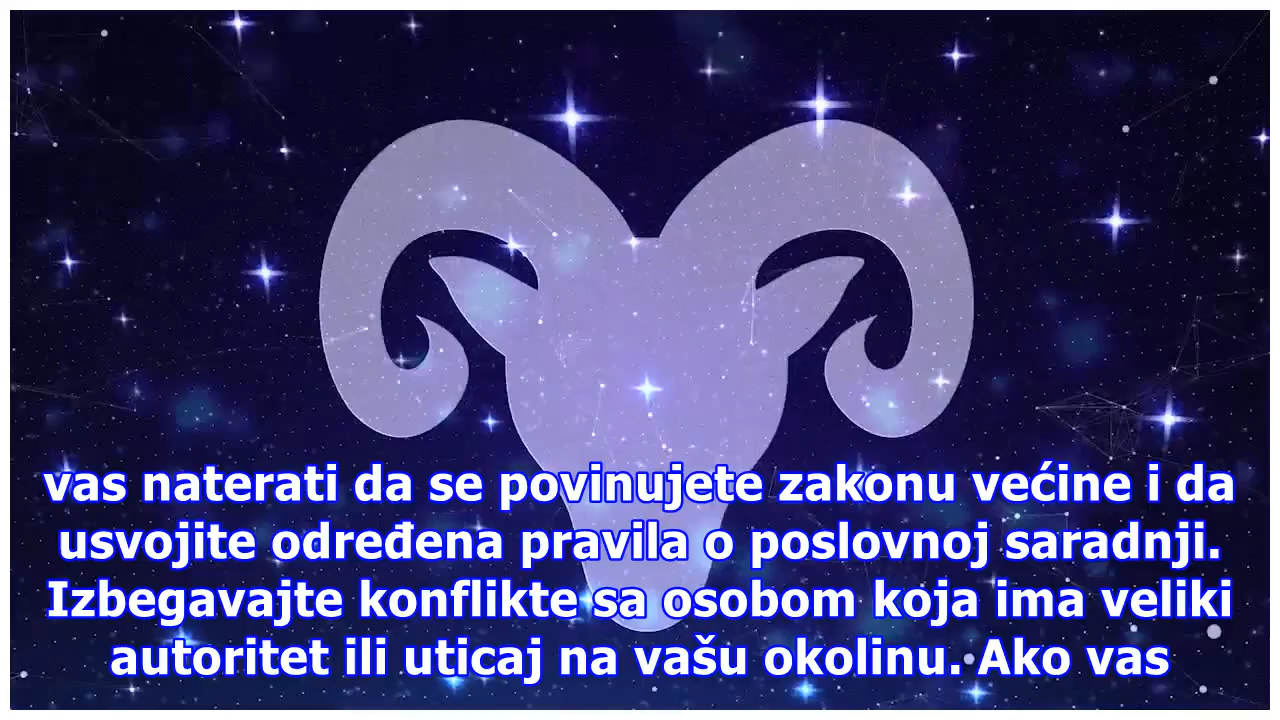 vas naterati da se povinujete zakonu većine i da
usvojite određena pravila o poslovnoj saradnji.
Izbegavajte konflikte sa osobom koja ima veliki
autoritet ili uticaj na vašu okolinu. Ako vas